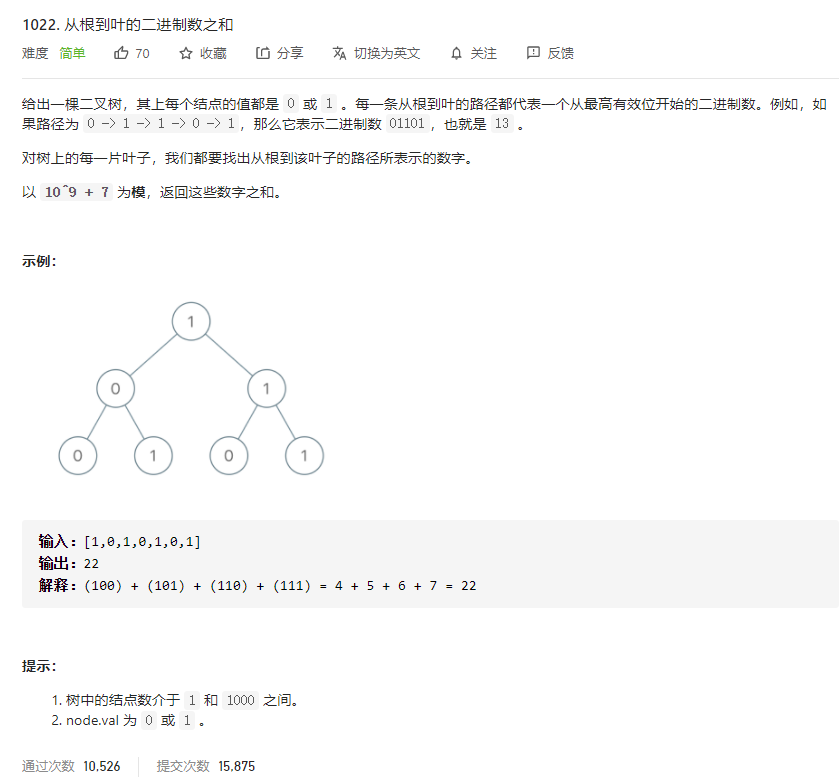 1022. 从根到叶的二进制数之和
难度 简单 70 收藏 分享 切换为英文 关注 反馈
给出一棵二叉树，其上每个结点的值都是 0 或 1 。每一条从根到叶的路径都代表一个从最高有效位开始的二进制数。例如，如
果路径为 0 -> 1 -> 1 -> 0 -> 1，那么它表示二进制数 01101，也就是 13 。
对树上的每一片叶子，我们都要找出从根到该叶子的路径所表示的数字。
以 10^9 + 7 为模，返回这些数字之和。
示例：
1
0 1
0 1 0 1
输入：[1,0,1,0,1,0,1]
输出：22
解释：(100) + (101) + (110) + (111) = 4 + 5 + 6 + 7 = 22
提示：
1. 树中的结点数介于 1 和 1000 之间。
2. node.val 为 0 或 1 。
通过次数 10,526 提交次数 15,875